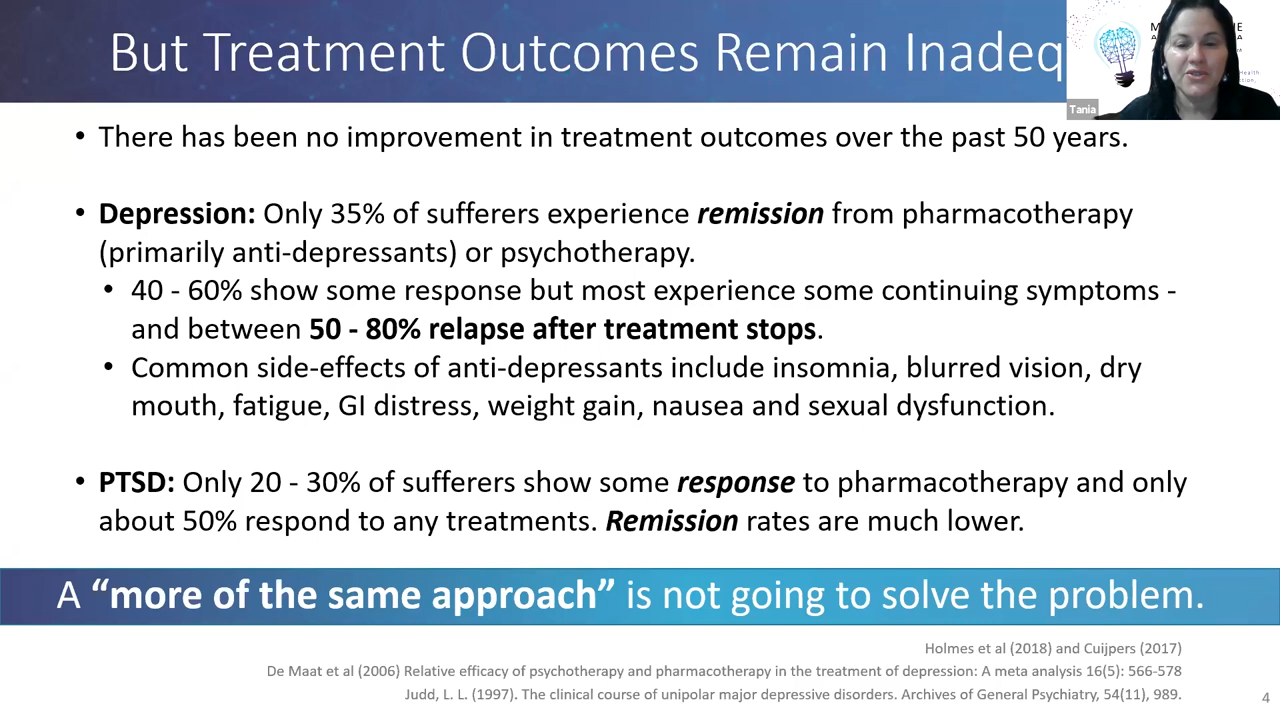 But Treatment Outcomes Remain Inadeq
Tania
• There has been no improvement in treatment outcomes over the past 50 years.
• Depression: Only 35% of sufferers experience remission from pharmacotherapy
(primarily anti-depressants) or psychotherapy.
• 40 - 60% show some response but most experience some continuing symptoms -
and between 50 - 80% relapse after treatment stops.
• Common side-effects of anti-depressants include insomnia, blurred vision, dry
mouth, fatigue, GI distress, weight gain, nausea and sexual dysfunction.
• PTSD: Only 20 - 30% of sufferers show some response to pharmacotherapy and only
about 50% respond to any treatments. Remission rates are much lower.
A “more of the same approach” is not going to solve the problem.
Holmes et al (2018) and Cuijpers (2017)
De Maat et al (2006) Relative efficacy of psychotherapy and pharmacotherapy in the treatment of depression: A meta analysis 16(5): 566-578
Judd, L. L. (1997). The clinical course of unipolar major depressive disorders. Archives of General Psychiatry, 54(11), 989.
4